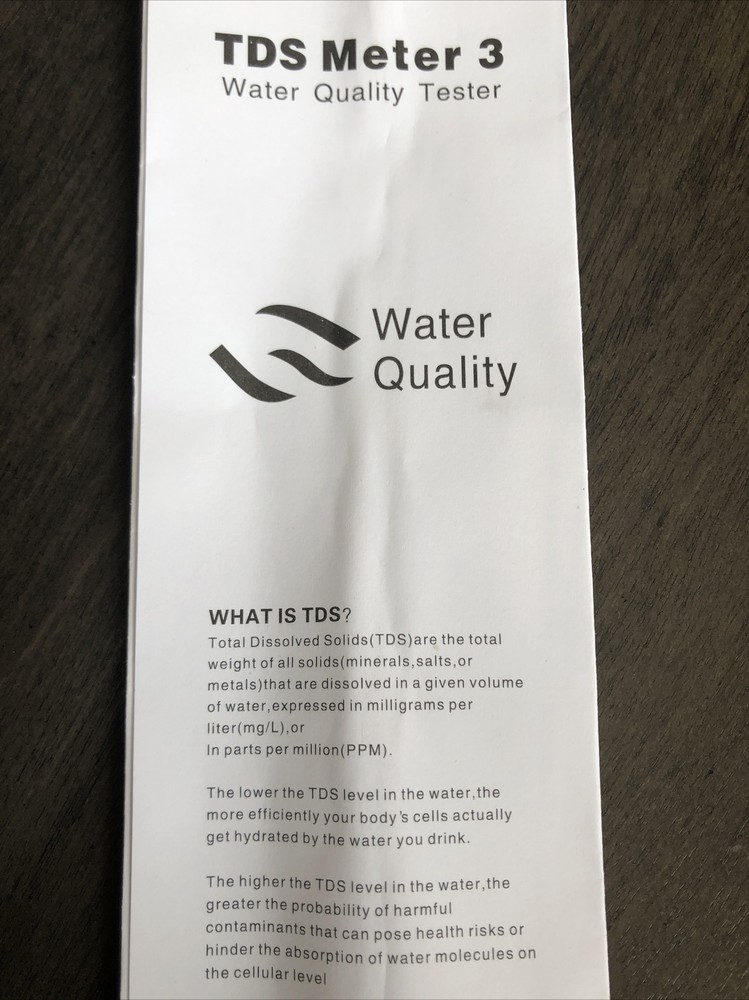 TDS Meter 3
Water Quality Tester
Water
Quality
WHAT IS TDS?
Total Dissolved Solids(TDS)are the total
weight of all solids(minerals,salts,or
metals)that are dissolved in a given volume
of water,expressed in milligrams per
liter(mg/L),or
In parts per million(PPM).
The lower the TDS level in the water,the
more efficiently your body's cells actually
get hydrated by the water you drink.
The higher the TDS level in the water,the
greater the probability of harmful
contaminants that can pose health risks or
hinder the absorption of water molecules on
the cellular level